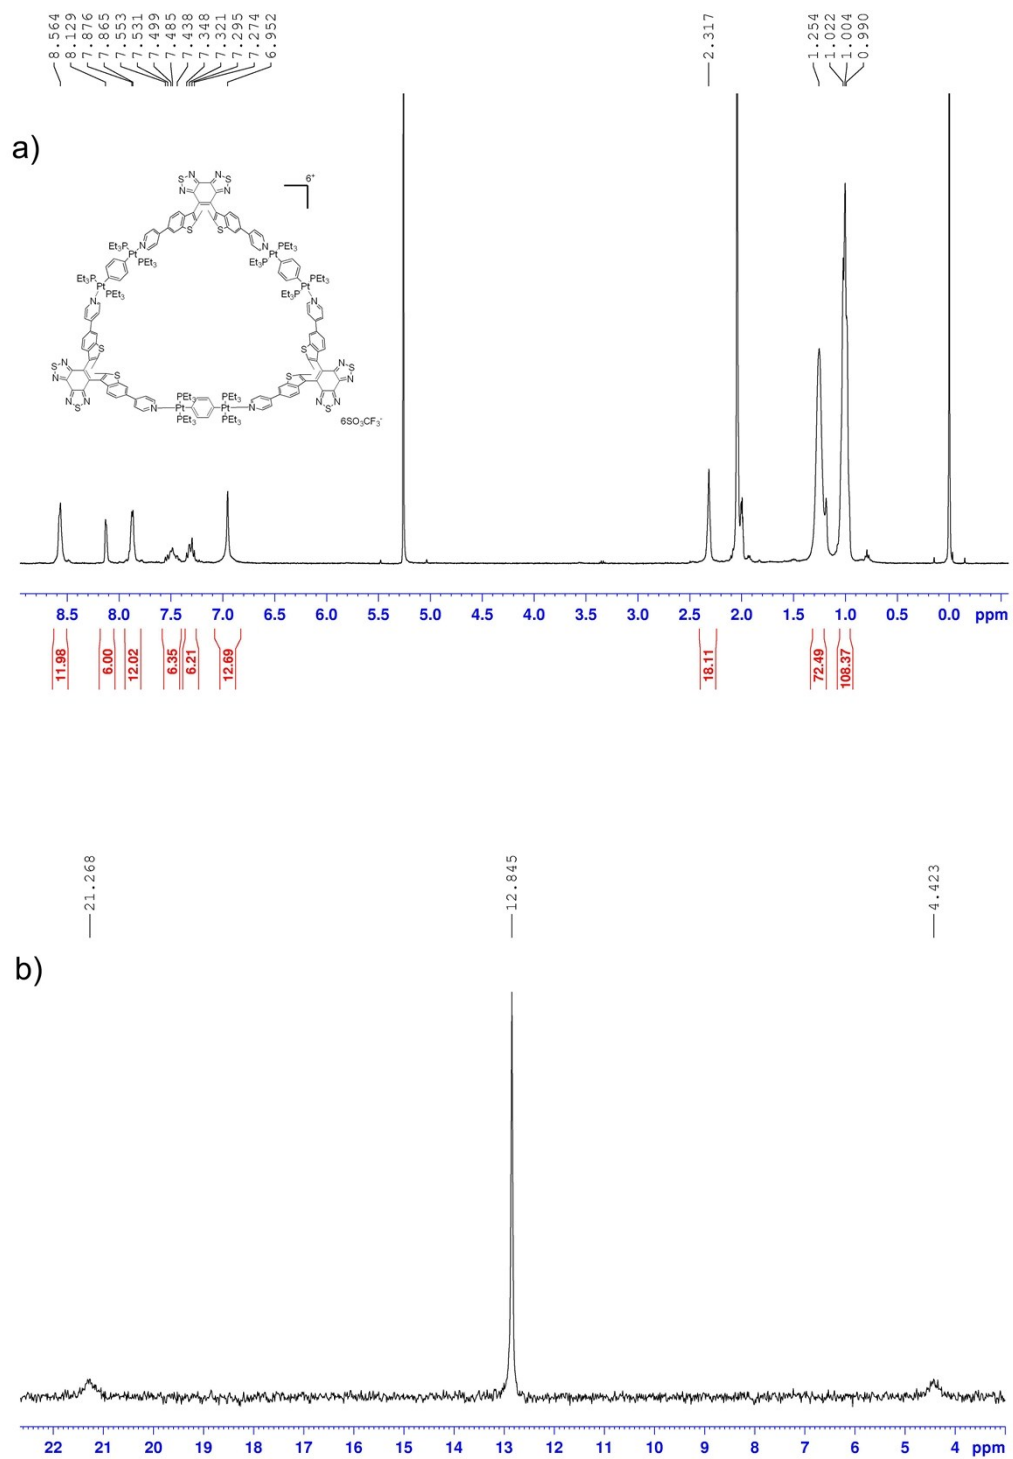 8.564
8.129
7.876
7.865
7.553
7.531
7.499
7.485
7.438
7.348
7.321
7.295
7.274
6.952
2.317
1.254
1.022
1.004
0.990
a)
6+
N S N N S N
N N
S S
Et₃P PEt₃ Et₃P PEt₃
Pt N N Pt
PEt₃ Et₃P
Et₃P Pt PEt₃ Et₃P Pt PEt₃
N N
S S
S N N S
N N
N N N N
S S
PEt₃ PEt₃ PEt₃ PEt₃
N Pt Pt N
PEt₃ PEt₃
6SO₃CF₃⁻
8.5 8.0 7.5 7.0 6.5 6.0 5.5 5.0 4.5 4.0 3.5 3.0 2.5 2.0 1.5 1.0 0.5 0.0 ppm
11.98
6.00
12.02
6.35
6.21
12.69
18.11
72.49
108.37
21.268
12.845
4.423
b)
22 21 20 19 18 17 16 15 14 13 12 11 10 9 8 7 6 5 4 ppm